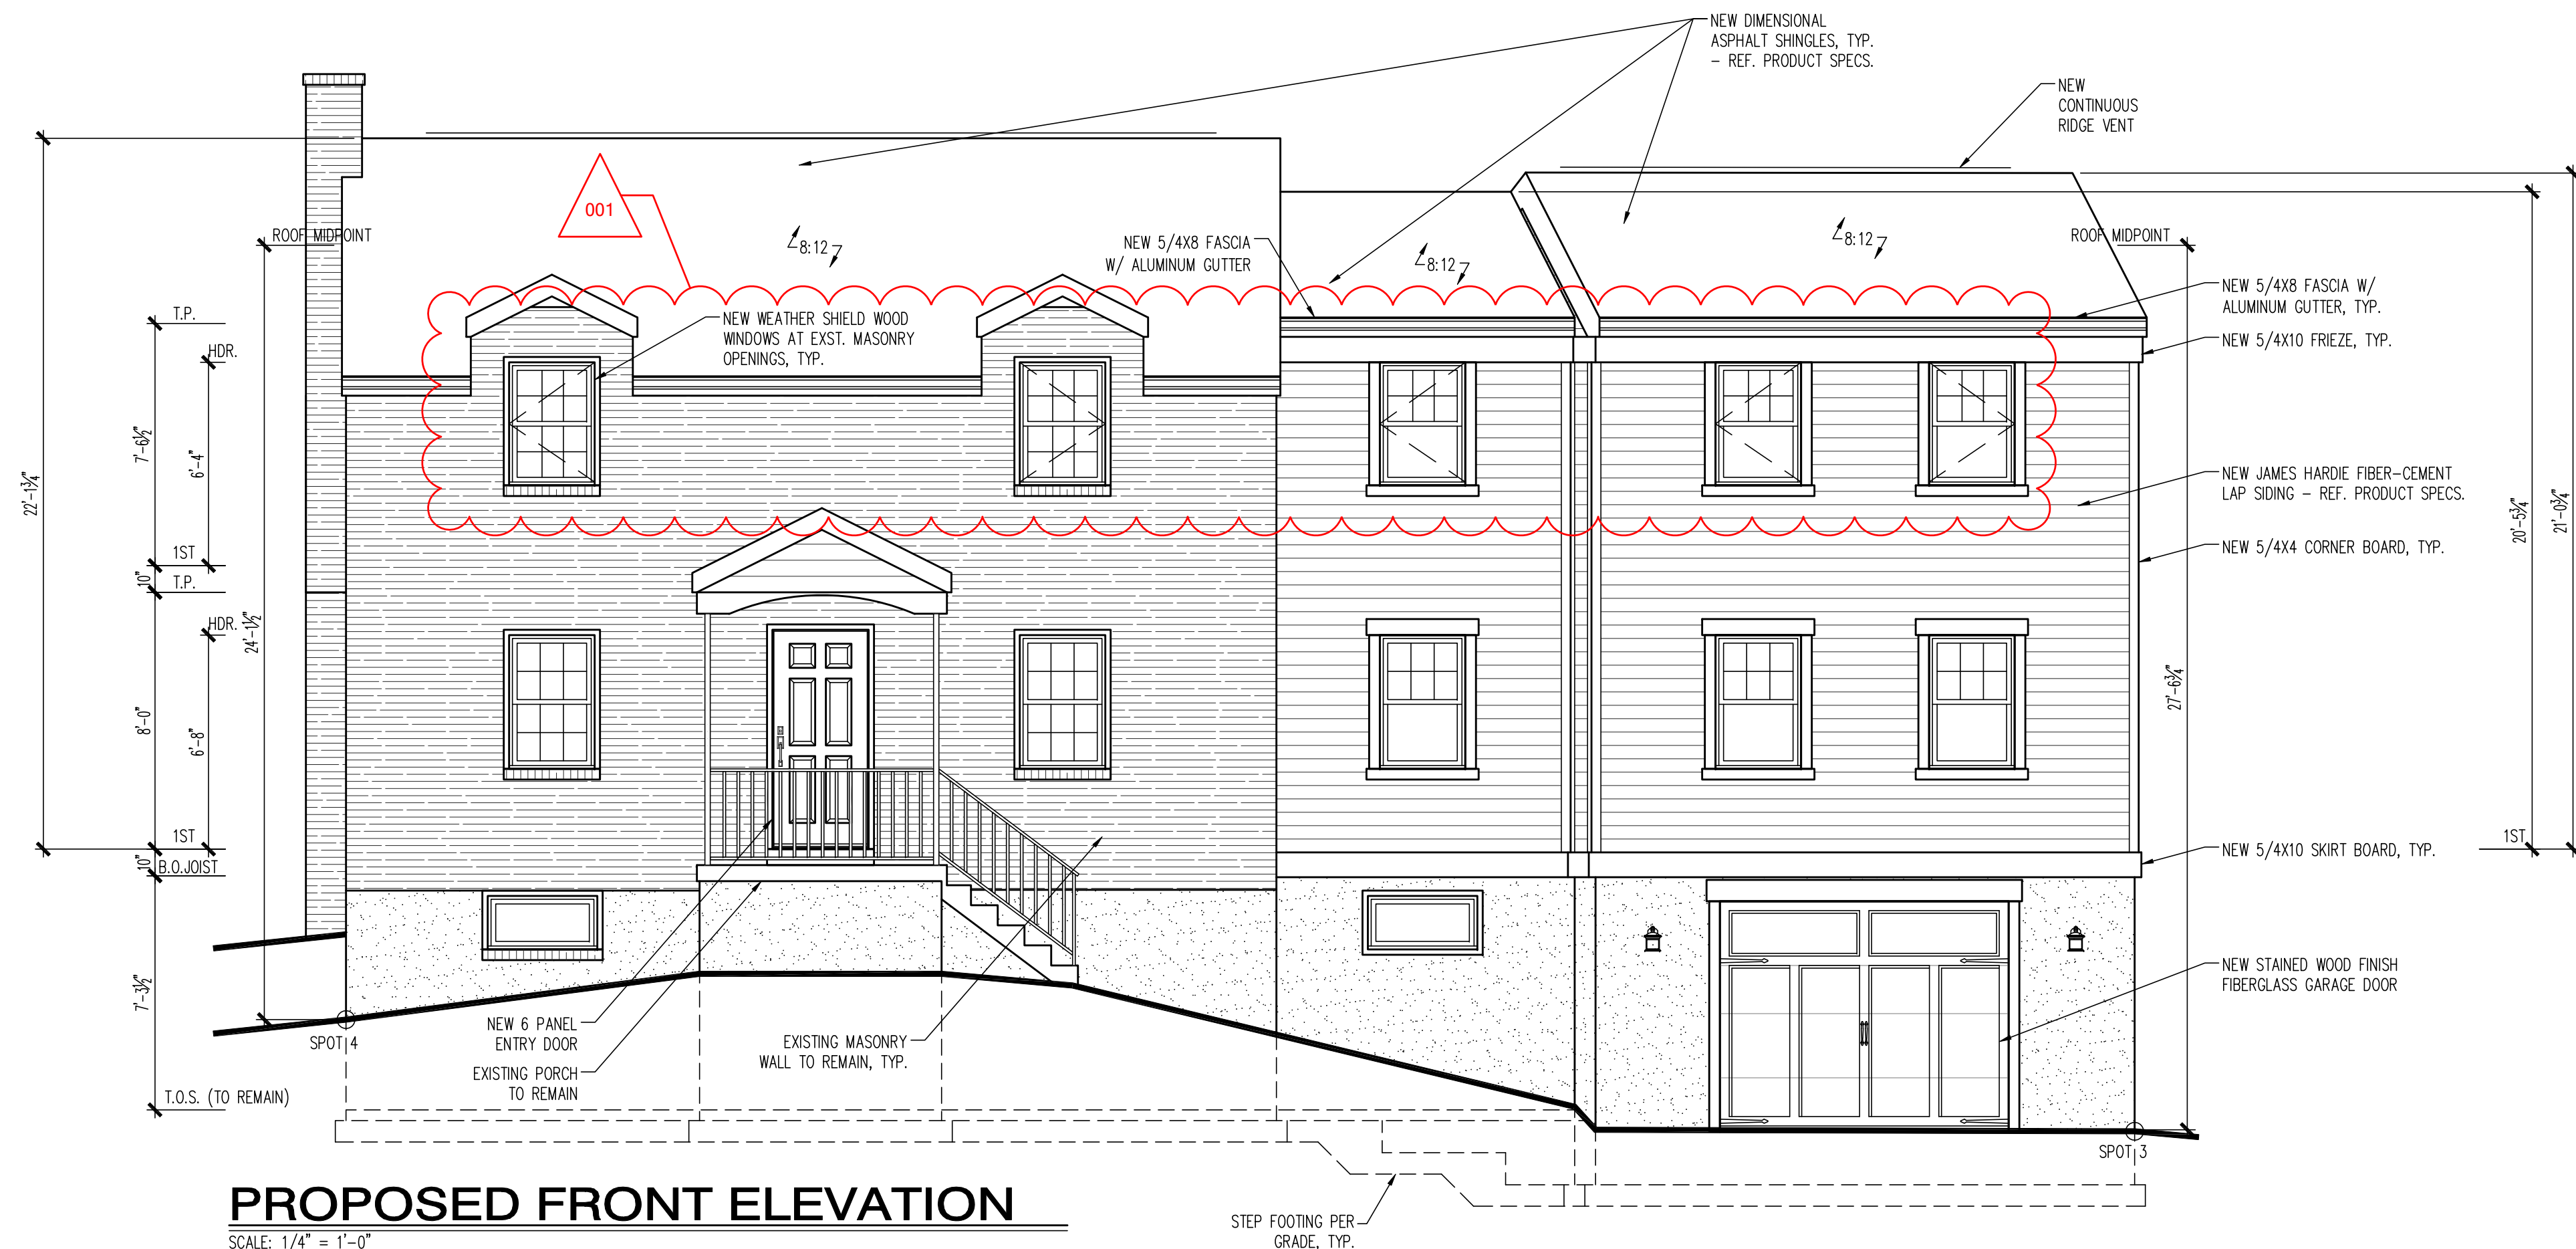 NEW DIMENSIONAL
ASPHALT SHINGLES, TYP.
- REF. PRODUCT SPECS.
NEW
CONTINUOUS
RIDGE VENT
001
ROOF MIDPOINT
8:12
NEW 5/4X8 FASCIA
W/ ALUMINUM GUTTER
8:12
8:12
ROOF MIDPOINT
NEW 5/4X8 FASCIA W/
ALUMINUM GUTTER, TYP.
NEW 5/4X10 FRIEZE, TYP.
T.P.
HDR.
NEW WEATHER SHIELD WOOD
WINDOWS AT EXST. MASONRY
OPENINGS, TYP.
22'-1¾"
7'-6½"
6'-4"
NEW JAMES HARDIE FIBER-CEMENT
LAP SIDING - REF. PRODUCT SPECS.
20'-5¾"
21'-0¾"
1ST
10"
T.P.
NEW 5/4X4 CORNER BOARD, TYP.
HDR.
24'-1½"
8'-0"
6'-8"
27'-6¾"
1ST
10"
B.O.JOIST
1ST
NEW 5/4X10 SKIRT BOARD, TYP.
7'-3½"
NEW STAINED WOOD FINISH
FIBERGLASS GARAGE DOOR
SPOT 4
NEW 6 PANEL
ENTRY DOOR
EXISTING MASONRY
WALL TO REMAIN, TYP.
EXISTING PORCH
TO REMAIN
T.O.S. (TO REMAIN)
SPOT 3
PROPOSED FRONT ELEVATION
SCALE: 1/4" = 1'-0"
STEP FOOTING PER
GRADE, TYP.